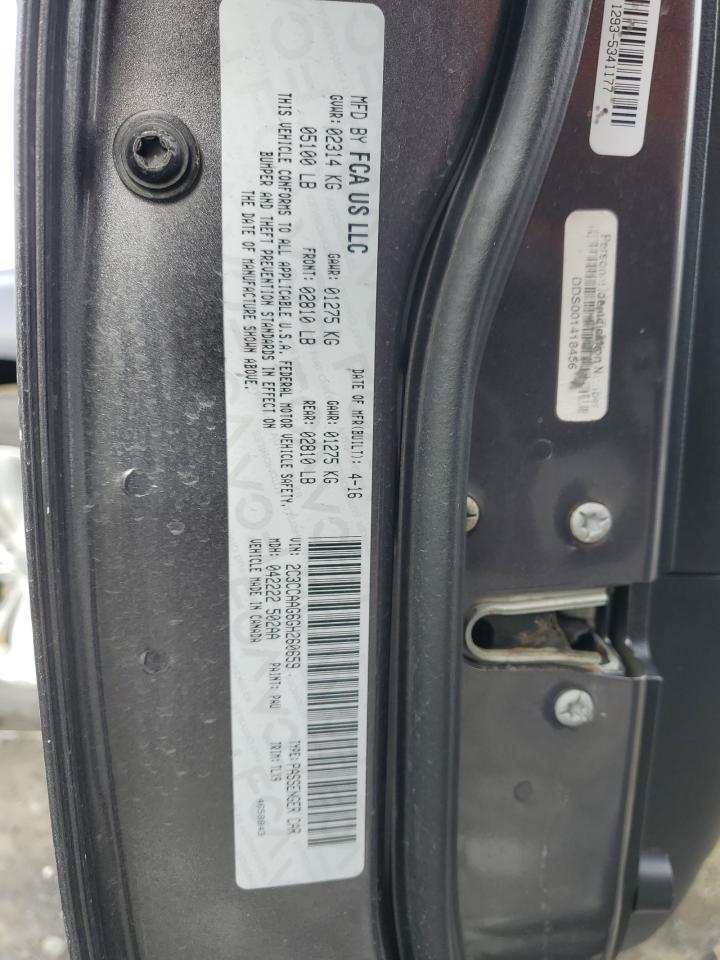 MFD BY FCA US LLC
DATE OF MFR(BUILT): 4-16
GVWR: 02314 KG GAWR: 01275 KG GAWR: 01275 KG
05100 LB FRONT: 02810 LB REAR: 02810 LB
THIS VEHICLE CONFORMS TO ALL APPLICABLE U.S.A. FEDERAL MOTOR VEHICLE SAFETY,
BUMPER AND THEFT PREVENTION STANDARDS IN EFFECT ON
THE DATE OF MANUFACTURE SHOWN ABOVE.
VIN: 2C3CCAAG6GH260659 TYPE: PASSENGER CAR
MDH: 042222 502AA PAINT: PAU TRIM: TLX9
VEHICLE MADE IN CANADA
4658843
1293-5341177
DDS001418456